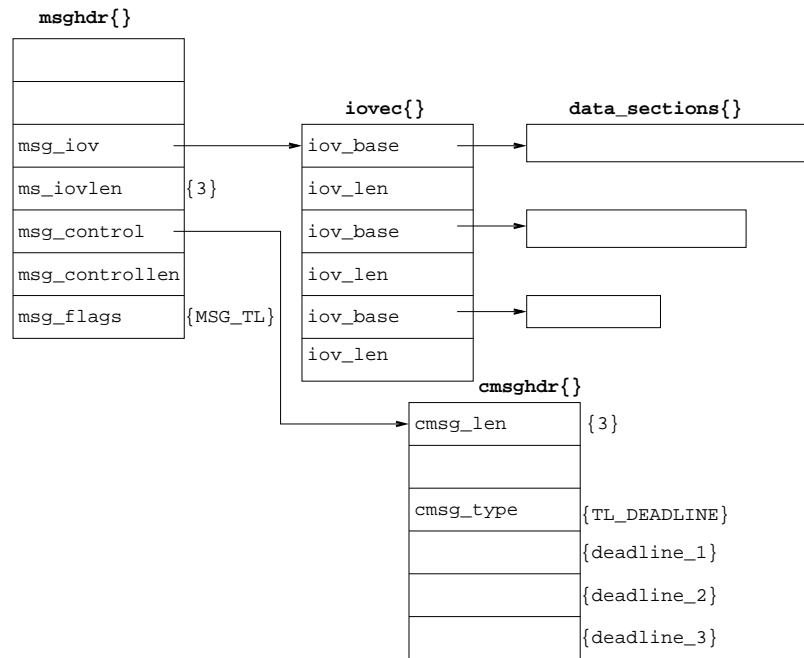 msghdr{}
msg_iov
ms_iovlen {3}
msg_control
msg_controllen
msg_flags {MSG_TL}
iovec{}
iov_base
iov_len
iov_base
iov_len
iov_base
iov_len
data_sections{}
cmsghdr{}
cmsg_len {3}
cmsg_type {TL_DEADLINE}
{deadline_1}
{deadline_2}
{deadline_3}